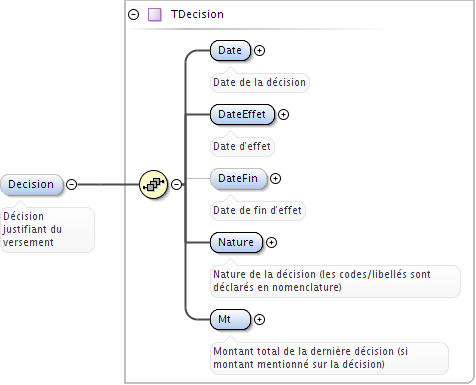 TDecision
Date
Date de la décision
DateEffet
Date d'effet
Decision
Décision
justifiant du
versement
DateFin
Date de fin d'effet
Nature
Nature de la décision (les codes/libellés sont
déclarés en nomenclature)
Mt
Montant total de la dernière décision (si
montant mentionné sur la décision)